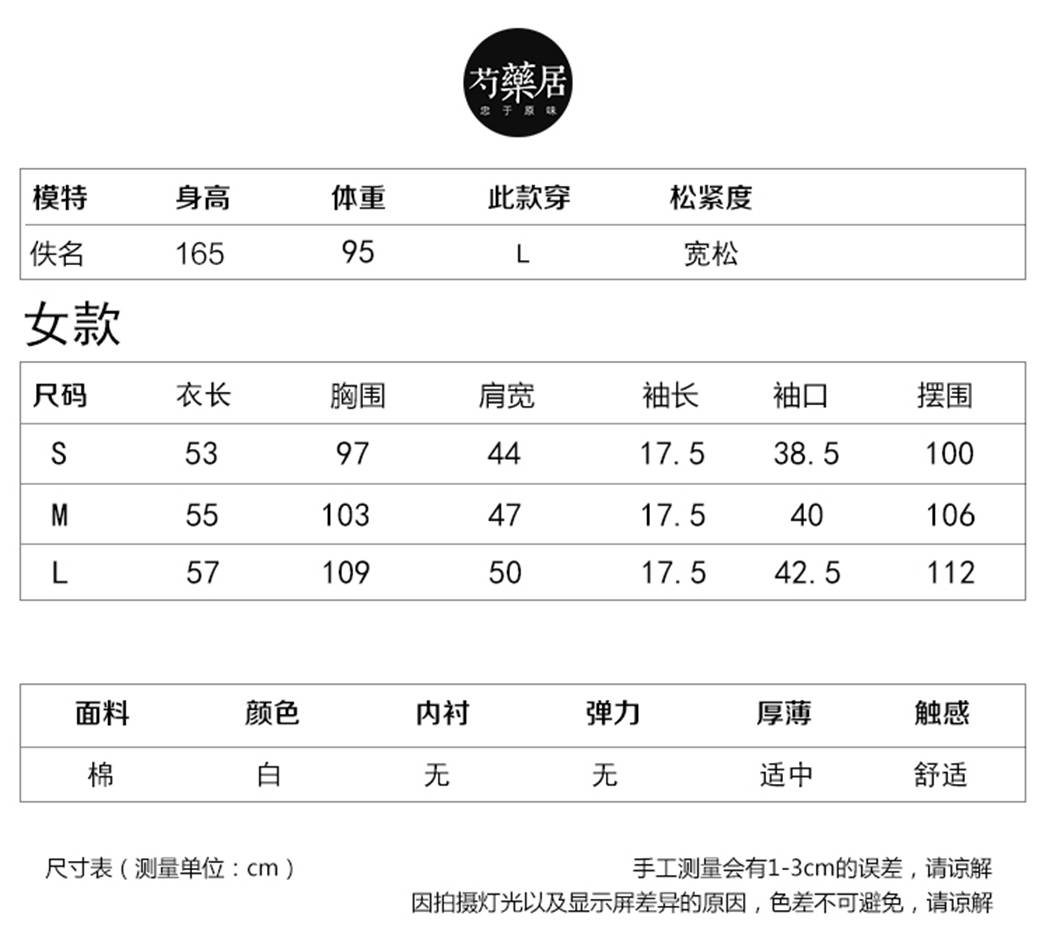 芍藥居
忠于原味
模特 身高 体重 此款穿 松紧度
佚名 165 95 L 宽松
女款
尺码 衣长 胸围 肩宽 袖长 袖口 摆围
S 53 97 44 17.5 38.5 100
M 55 103 47 17.5 40 106
L 57 109 50 17.5 42.5 112
面料 颜色 内衬 弹力 厚薄 触感
棉 白 无 无 适中 舒适
尺寸表（测量单位：cm） 手工测量会有1-3cm的误差，请谅解
因拍摄灯光以及显示屏差异的原因，色差不可避免，请谅解